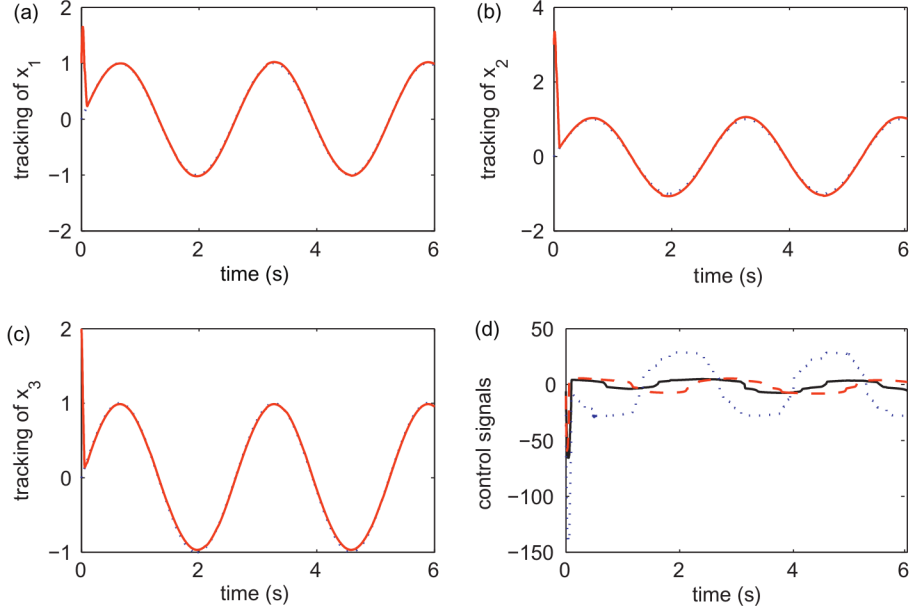 (a)
2
1
0
−1
−2
tracking of x1
0 2 4 6
time (s)
(b)
4
2
0
−2
tracking of x2
0 2 4 6
time (s)
(c)
2
1
0
−1
tracking of x3
0 2 4 6
time (s)
(d)
50
0
−50
−100
−150
control signals
0 2 4 6
time (s)